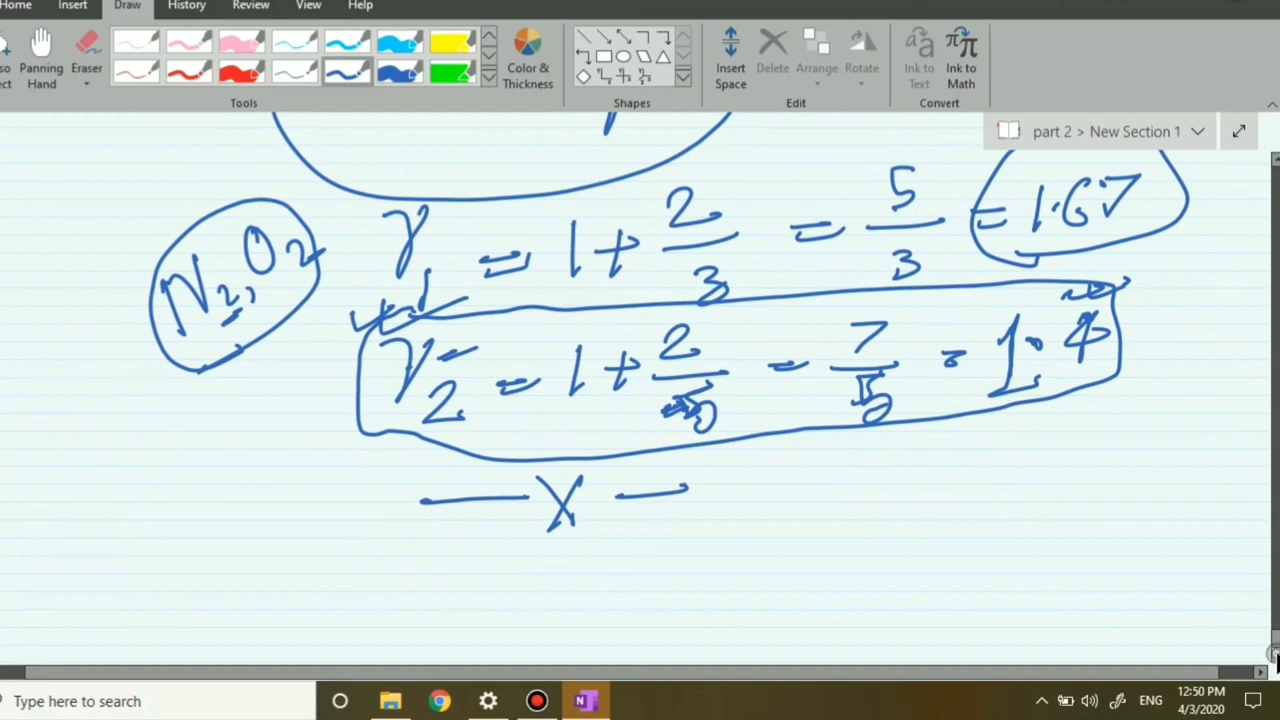 Home Insert Draw History Review View Help
Panning Hand
Eraser
Color & Thickness
Insert Space
Delete
Arrange
Rotate
Ink to Text
Ink to Math
Tools
Shapes
Edit
Convert
part 2 > New Section 1
N₂, O₂
γ₁ = 1 + 2/3 = 5/3 = 1.67
γ₂ = 1 + 2/5 = 7/5 = 1.4
— X —
Type here to search
ENG
12:50 PM
4/3/2020